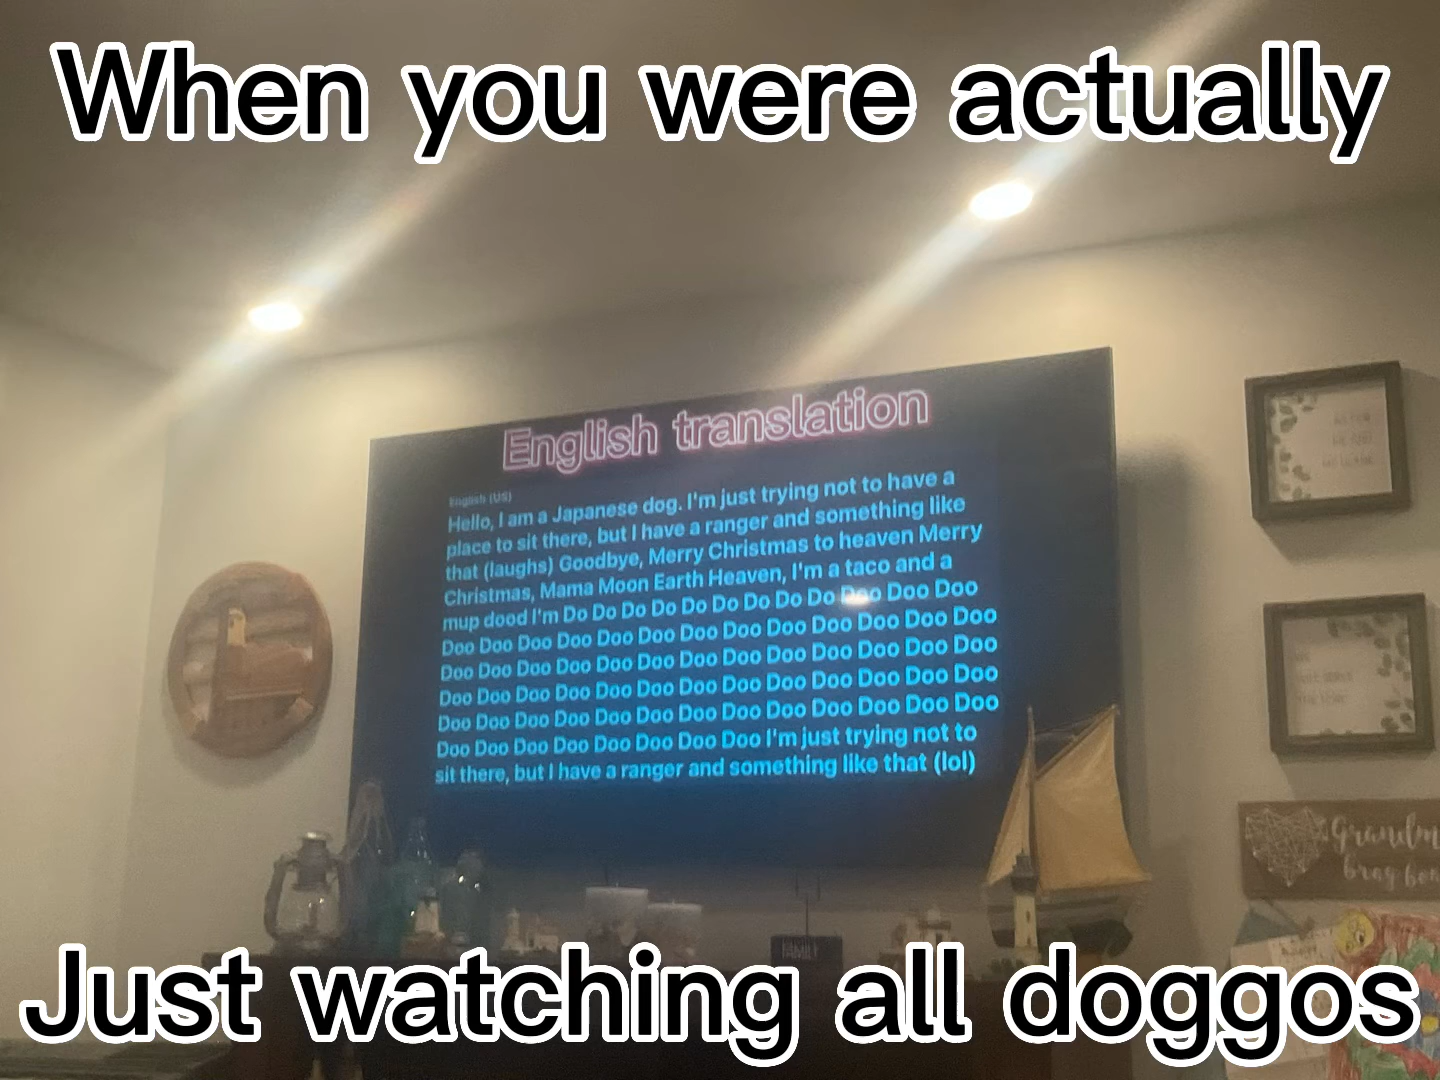 When you were actually
English translation
English (US)
Hello, I am a Japanese dog. I'm just trying not to have a
place to sit there, but I have a ranger and something like
that (laughs) Goodbye, Merry Christmas to heaven Merry
Christmas, Mama Moon Earth Heaven, I'm a taco and a
mup dood I'm Do Do Do Do Do Do Do Do Do Doo Doo Doo
Doo Doo Doo Doo Doo Doo Doo Doo Doo Doo Doo Doo Doo
Doo Doo Doo Doo Doo Doo Doo Doo Doo Doo Doo Doo Doo
Doo Doo Doo Doo Doo Doo Doo Doo Doo Doo Doo Doo Doo
Doo Doo Doo Doo Doo Doo Doo Doo Doo Doo Doo Doo Doo
Doo Doo Doo Doo Doo Doo Doo Doo I'm just trying not to
sit there, but I have a ranger and something like that (lol)
FAMILY
Just watching all doggos